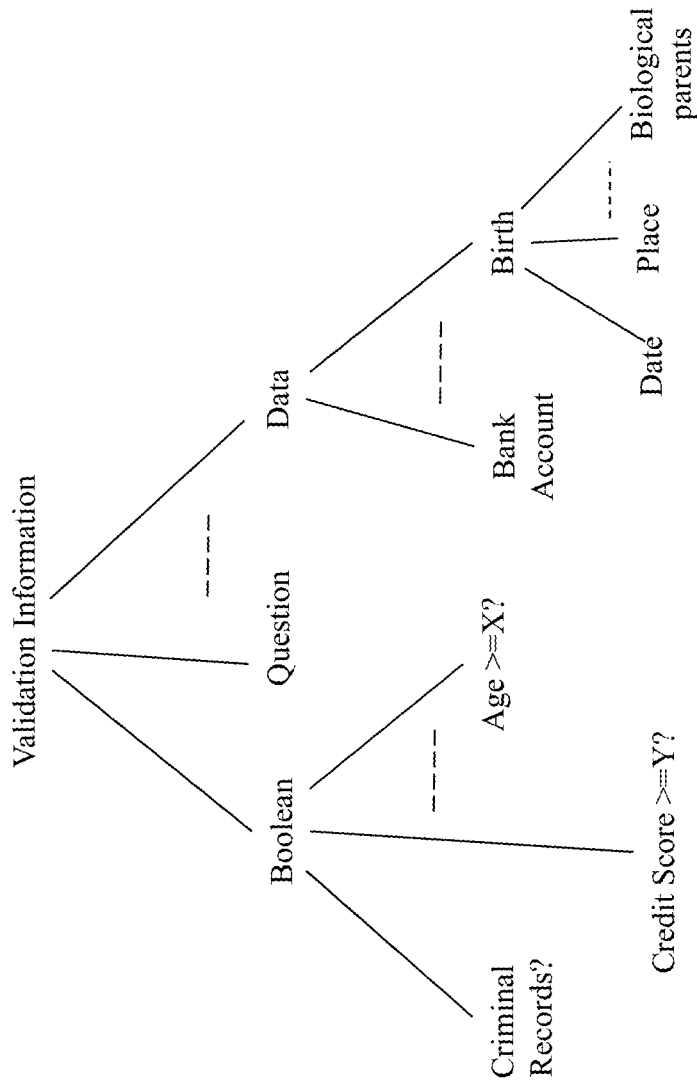 Validation Information
Boolean
Question
Data
Criminal
Records?
Credit Score >=Y?
Age >=X?
Bank
Account
Birth
Date
Place
Biological
parents